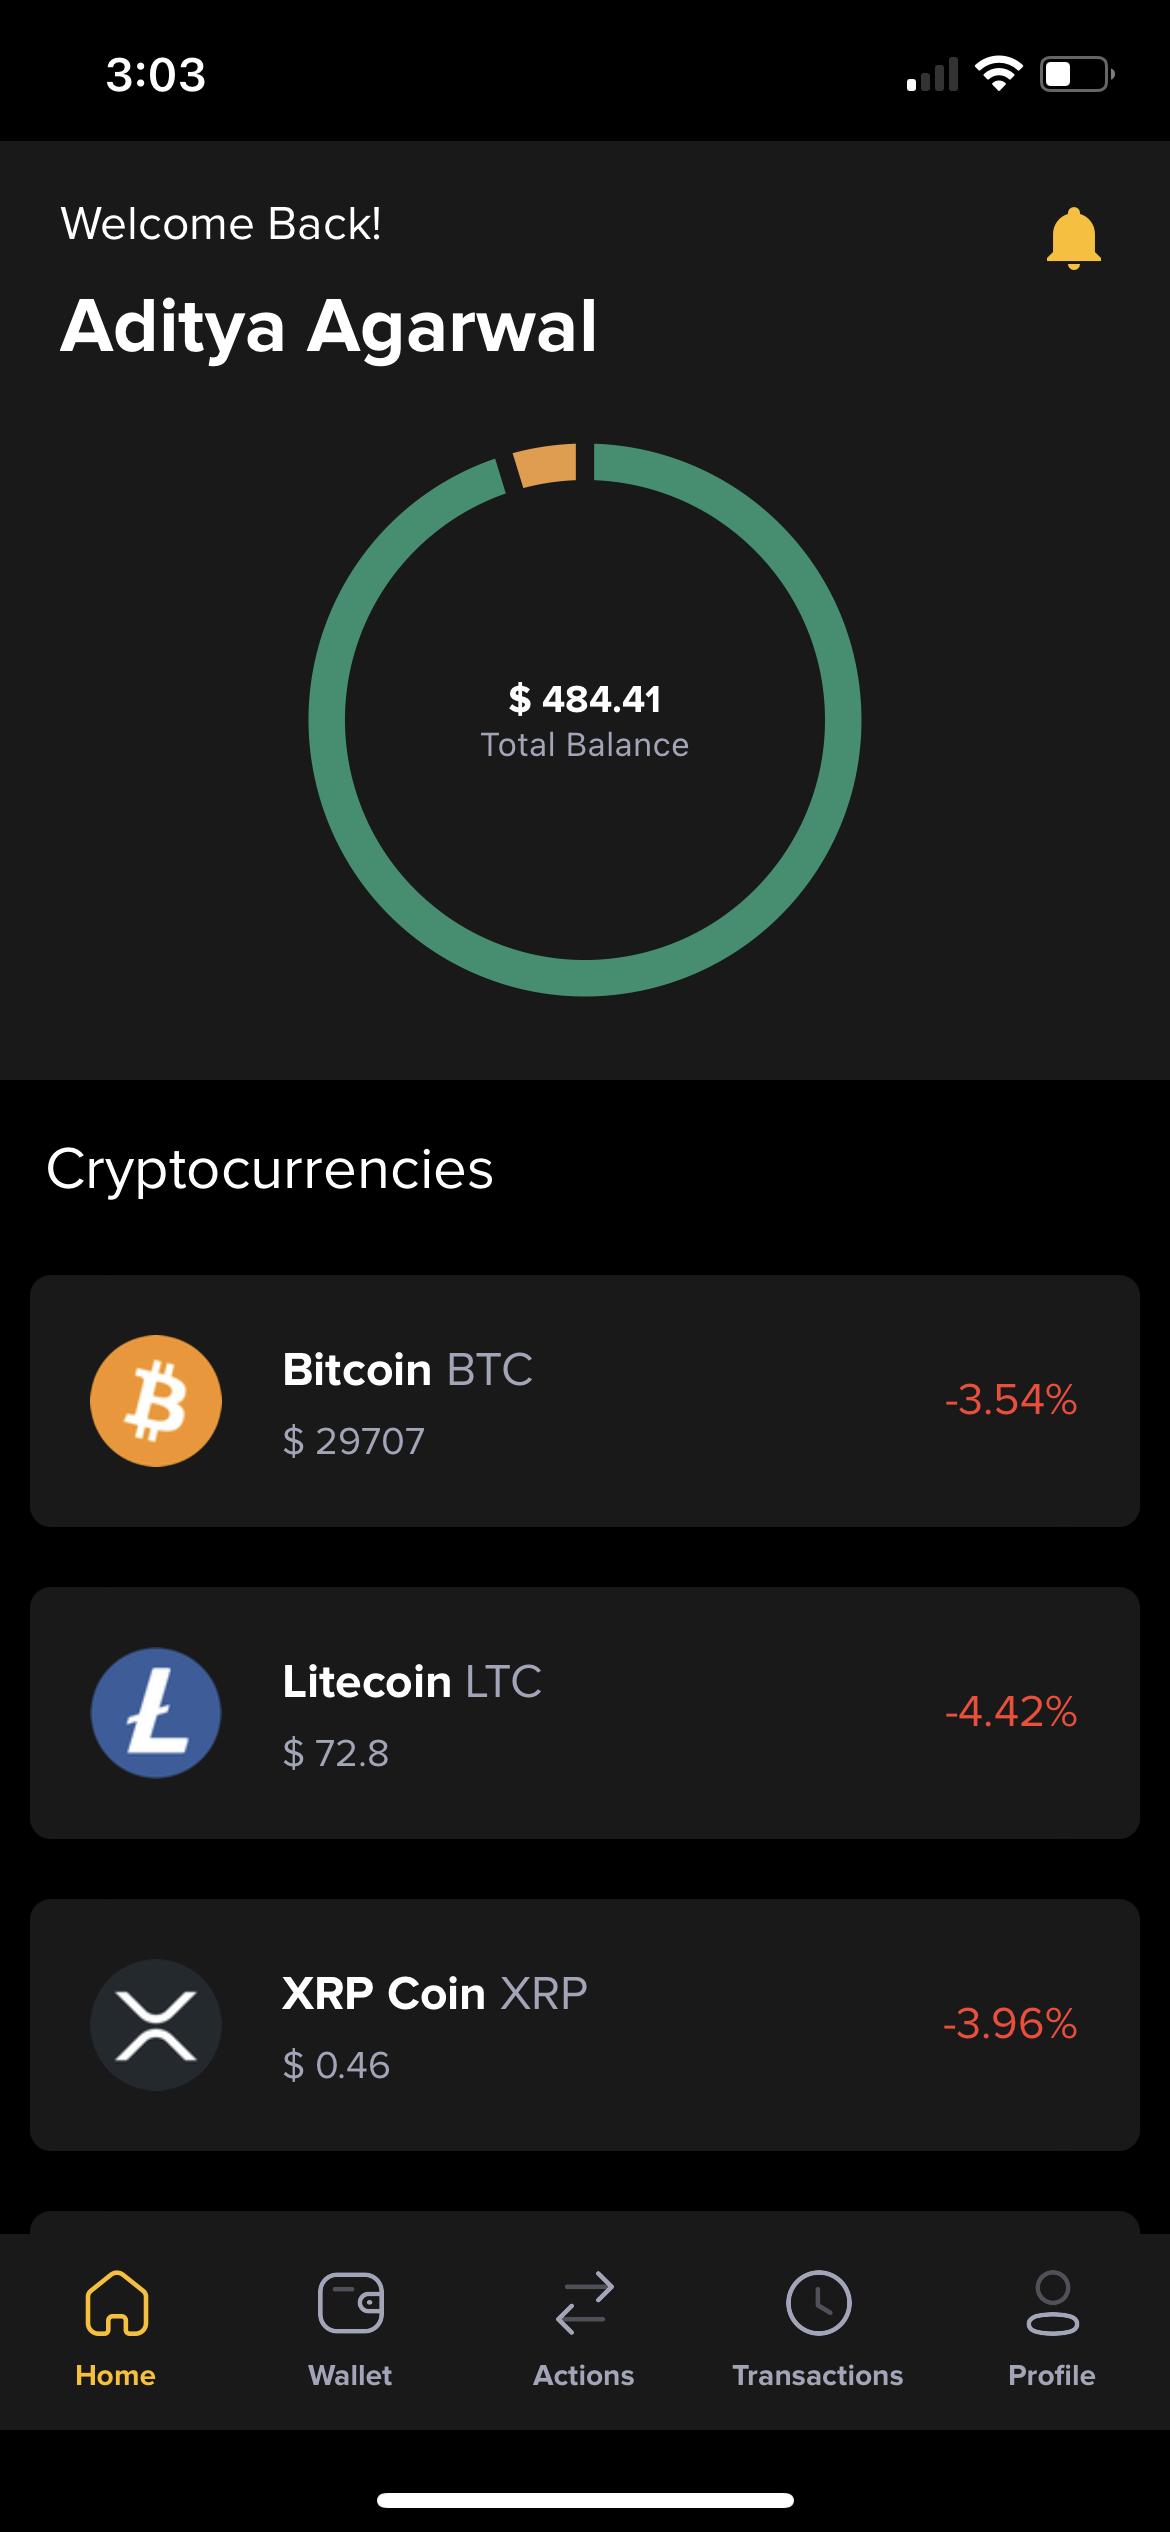 3:03
Welcome Back!
Aditya Agarwal
$ 484.41
Total Balance
Cryptocurrencies
Bitcoin BTC
$ 29707
-3.54%
Litecoin LTC
$ 72.8
-4.42%
XRP Coin XRP
$ 0.46
-3.96%
Home Wallet Actions Transactions Profile